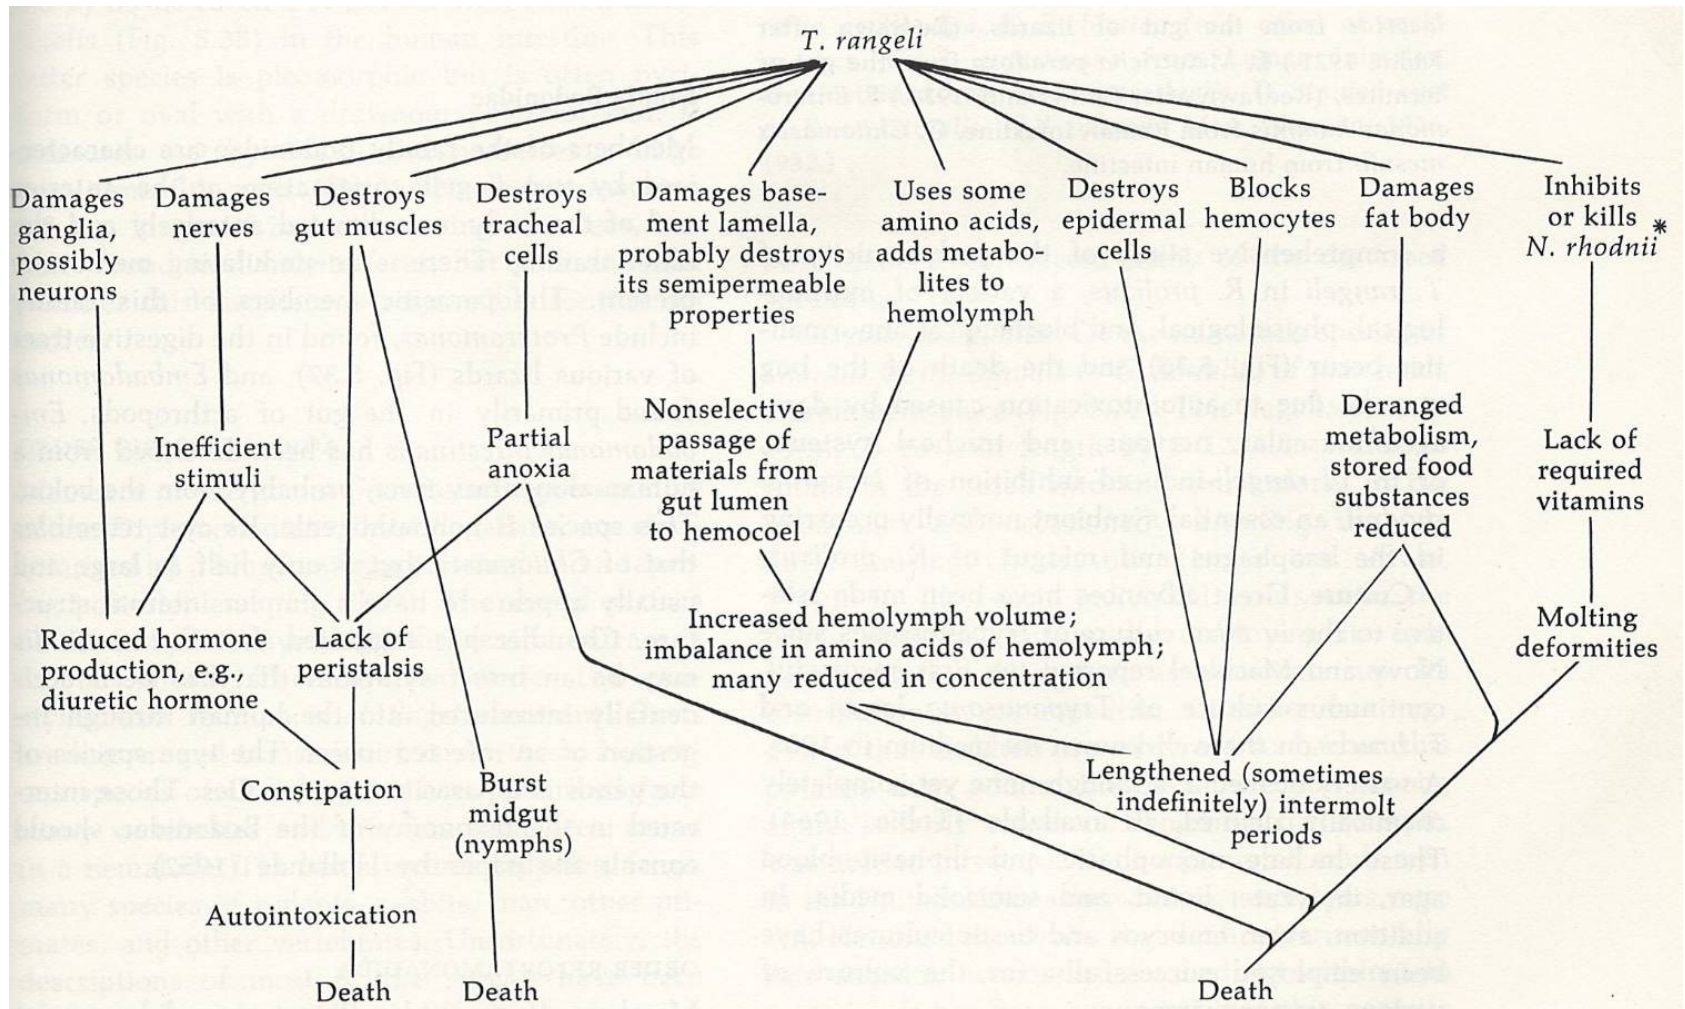 T. rangeli
Damages
ganglia,
possibly
neurons
Damages
nerves
Destroys
gut muscles
Destroys
tracheal
cells
Damages base-
ment lamella,
probably destroys
its semipermeable
properties
Uses some
amino acids,
adds metabo-
lites to
hemolymph
Destroys
epidermal
cells
Blocks
hemocytes
Damages
fat body
Inhibits
or kills
N. rhodnii*
Inefficient
stimuli
Partial
anoxia
Nonselective
passage of
materials from
gut lumen
to hemocoel
Deranged
metabolism,
stored food
substances
reduced
Lack of
required
vitamins
Reduced hormone
production, e.g.,
diuretic hormone
Lack of
peristalsis
Increased hemolymph volume;
imbalance in amino acids of hemolymph;
many reduced in concentration
Molting
deformities
Constipation
Burst
midgut
(nymphs)
Lengthened (sometimes
indefinitely) intermolt
periods
Autointoxication
Death
Death
Death